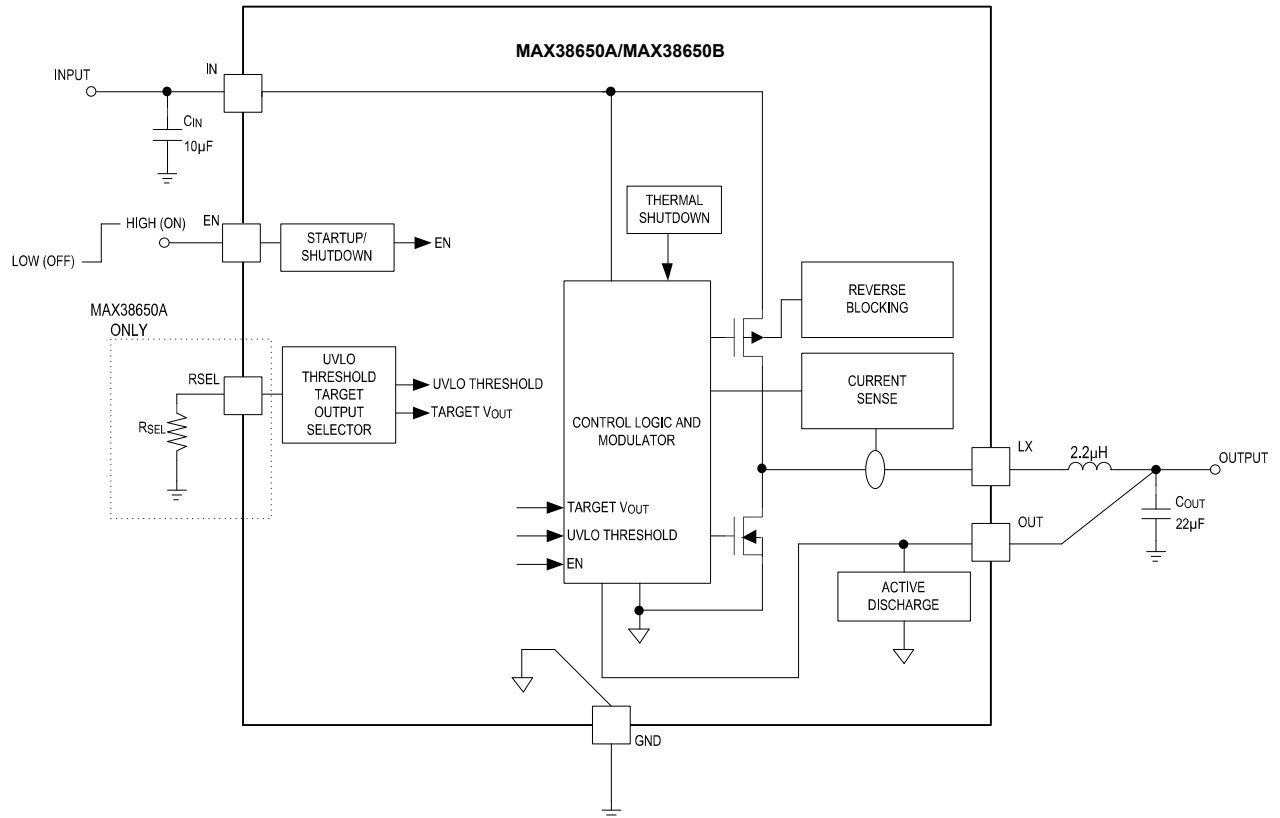 MAX38650A/MAX38650B
INPUT
IN
CIN
10µF
THERMAL
SHUTDOWN
HIGH (ON)
LOW (OFF)
EN
STARTUP/
SHUTDOWN
EN
REVERSE
BLOCKING
MAX38650A
ONLY
RSEL
RSEL
UVLO
THRESHOLD
TARGET
OUTPUT
SELECTOR
UVLO THRESHOLD
TARGET VOUT
CONTROL LOGIC AND
MODULATOR
CURRENT
SENSE
LX
2.2µH
OUTPUT
COUT
22µF
OUT
TARGET VOUT
UVLO THRESHOLD
EN
ACTIVE
DISCHARGE
GND